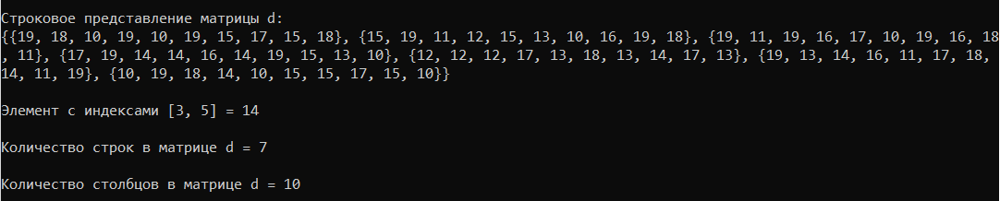 Строковое представление матрицы d:
{{19, 18, 10, 19, 10, 19, 15, 17, 15, 18}, {15, 19, 11, 12, 15, 13, 10, 16, 19, 18}, {19, 11, 19, 16, 17, 10, 19, 16, 18
, 11}, {17, 19, 14, 14, 16, 14, 19, 15, 13, 10}, {12, 12, 12, 17, 13, 18, 13, 14, 17, 13}, {19, 13, 14, 16, 11, 17, 18,
14, 11, 19}, {10, 19, 18, 14, 10, 15, 15, 17, 15, 10}}
Элемент с индексами [3, 5] = 14
Количество строк в матрице d = 7
Количество столбцов в матрице d = 10